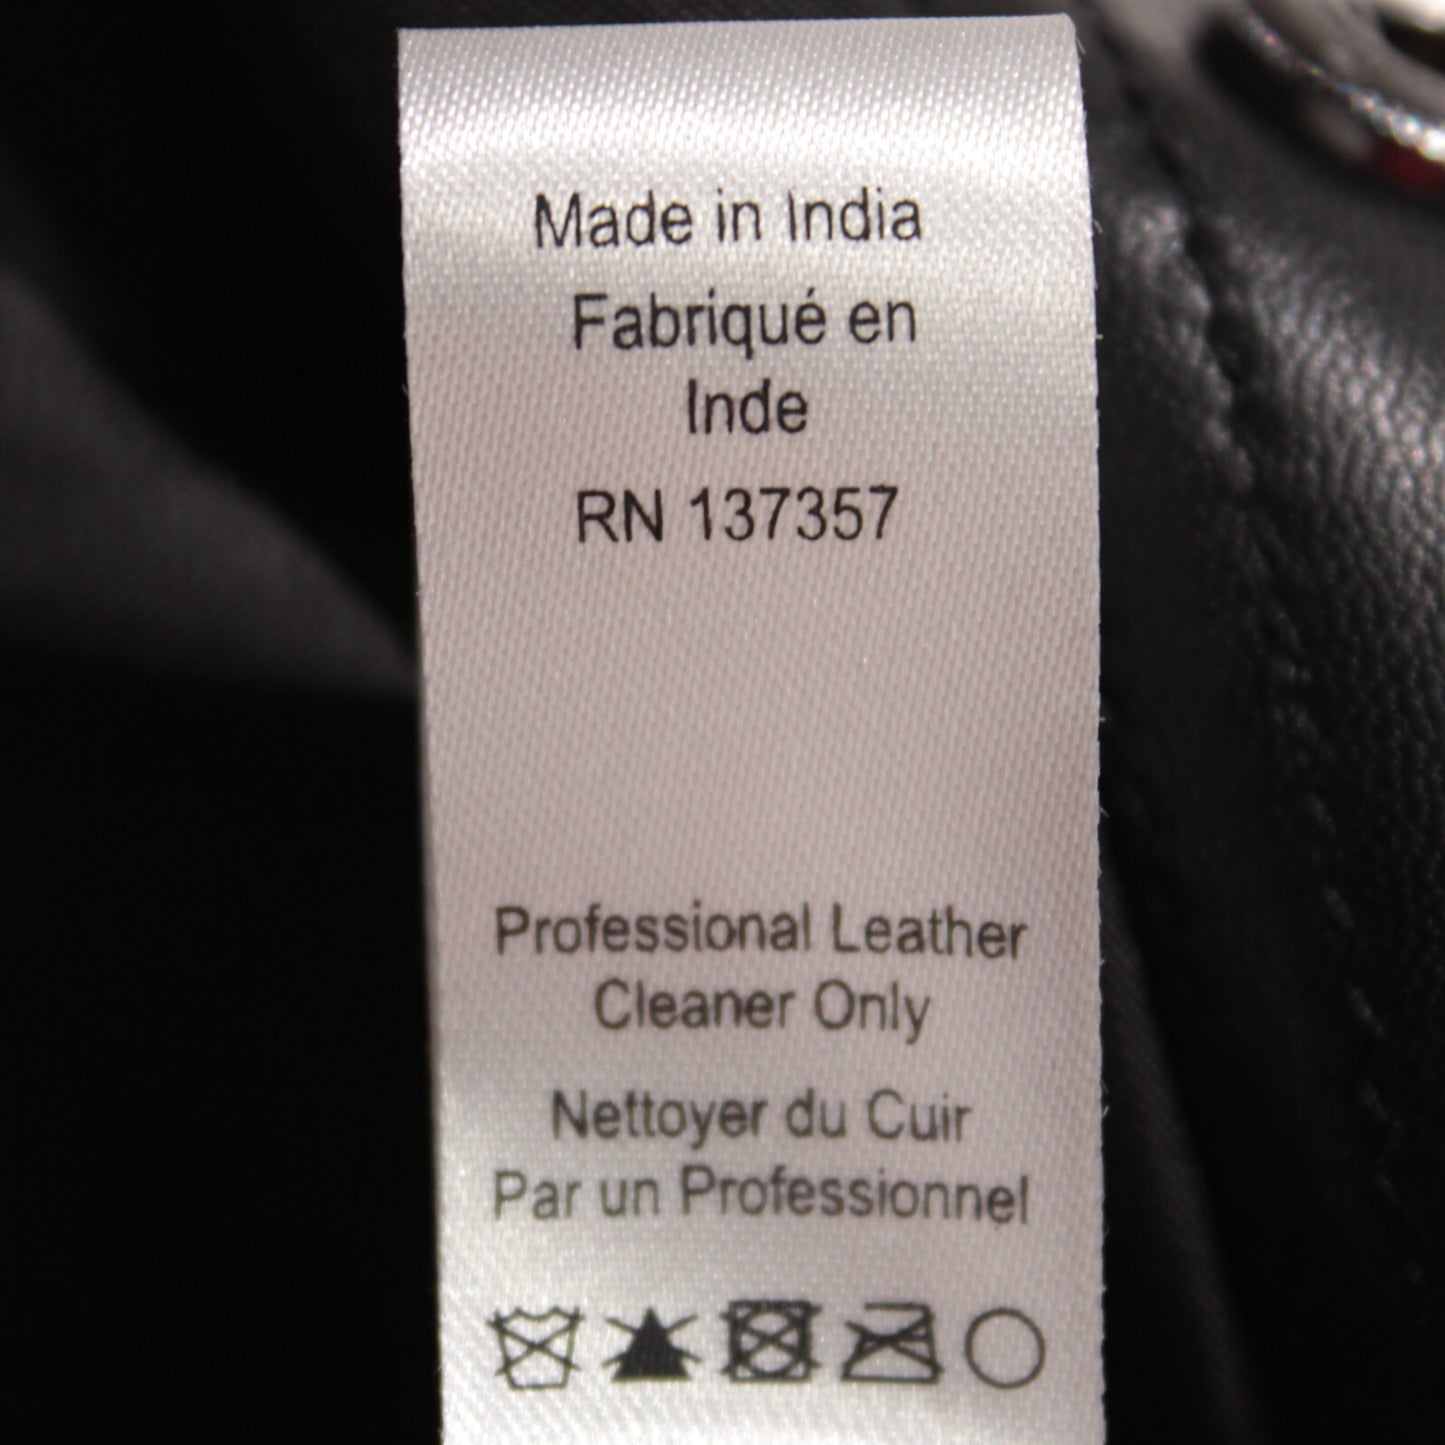 Made in India
Fabriqué en
Inde
RN 137357
Professional Leather
Cleaner Only
Nettoyer du Cuir
Par un Professionnel